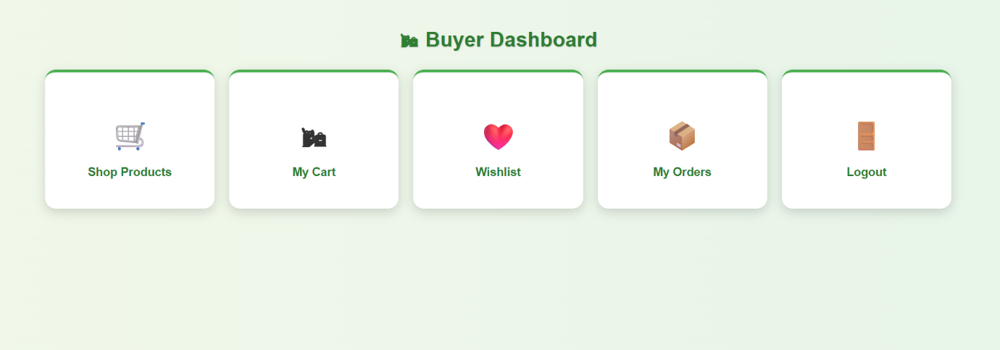 Buyer Dashboard
Shop Products
My Cart
Wishlist
My Orders
Logout